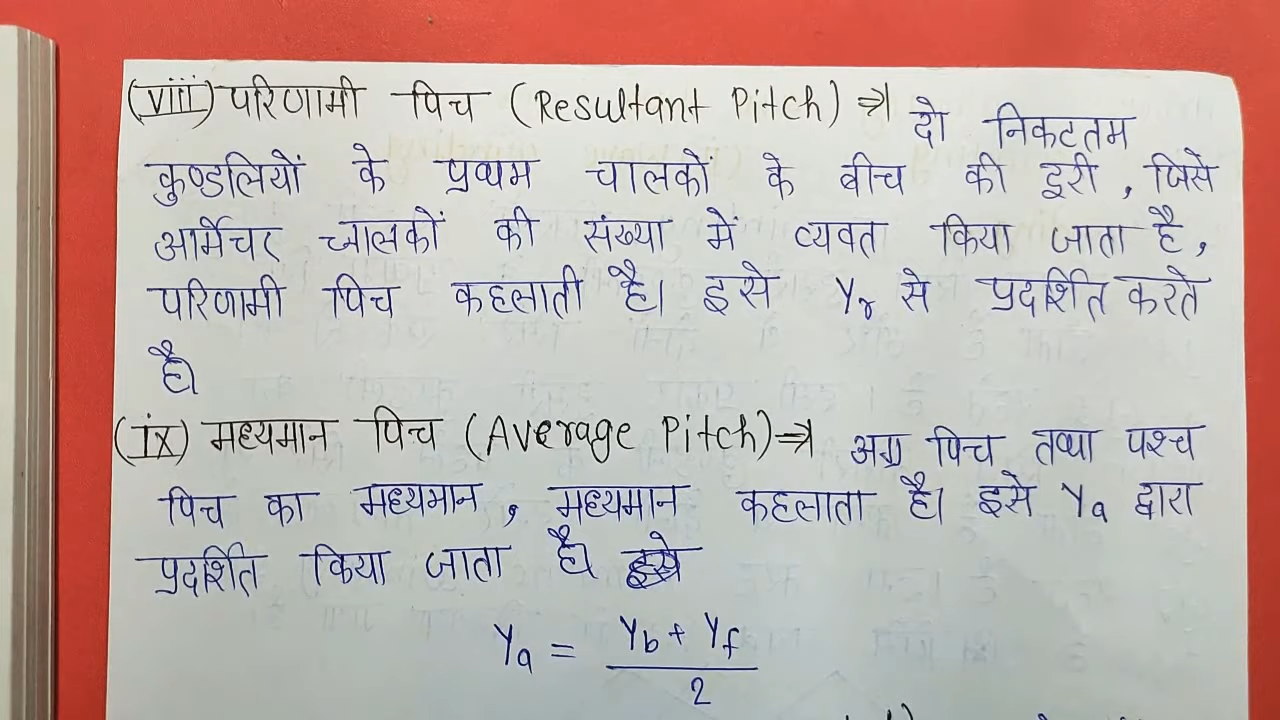 (viii) परिणामी पिच (Resultant Pitch) ⇒ दो निकटतम
कुण्डलियों के प्रथम चालकों के बीच की दूरी, जिसे
आर्मेचर चालकों की संख्या में व्यक्त किया जाता है,
परिणामी पिच कहलाती है। इसे Yr से प्रदर्शित करते
है।
(ix) मध्यमान पिच (Average Pitch) ⇒ अग्र पिच तथा पश्च
पिच का मध्यमान, मध्यमान कहलाता है। इसे Ya द्वारा
प्रदर्शित किया जाता है।
Ya = Yb + Yf / 2